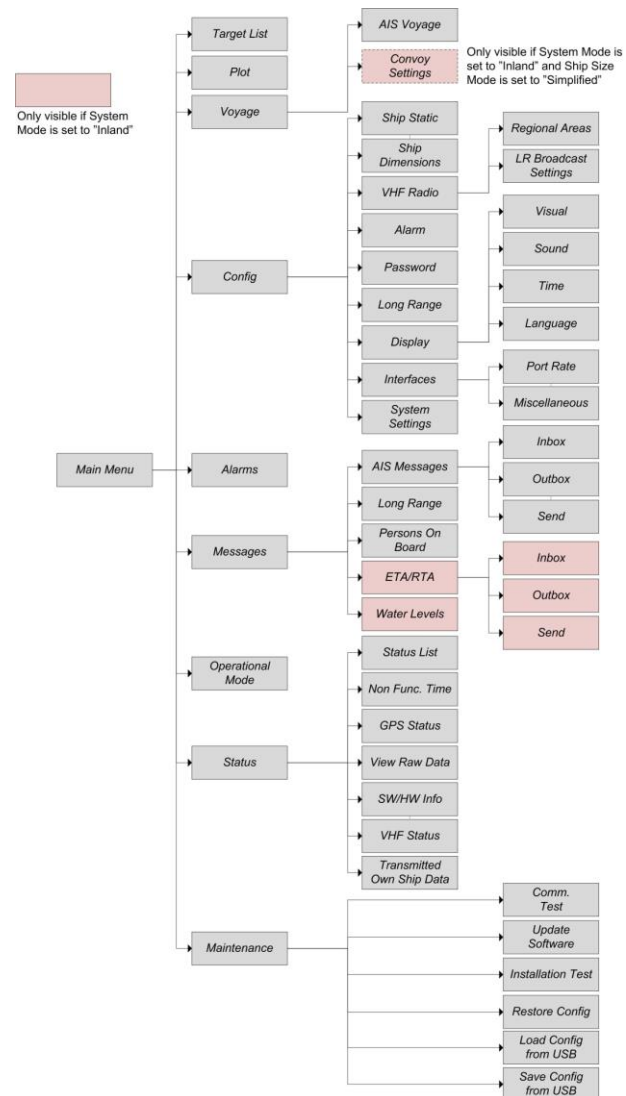 Only visible if System
Mode is set to "Inland"
Main Menu
Target List
Plot
Voyage
AIS Voyage
Convoy
Settings
Only visible if System Mode is
set to "Inland" and Ship Size
Mode is set to "Simplified"
Config
Ship Static
Ship
Dimensions
VHF Radio
Regional Areas
LR Broadcast
Settings
Alarm
Password
Long Range
Display
Visual
Sound
Time
Language
Interfaces
Port Rate
Miscellaneous
System
Settings
Alarms
Messages
AIS Messages
Inbox
Outbox
Send
Long Range
Persons On
Board
ETA/RTA
Inbox
Outbox
Send
Water Levels
Operational
Mode
Status
Status List
Non Func. Time
GPS Status
View Raw Data
SW/HW Info
VHF Status
Transmitted
Own Ship Data
Maintenance
Comm.
Test
Update
Software
Installation Test
Restore Config
Load Config
from USB
Save Config
from USB